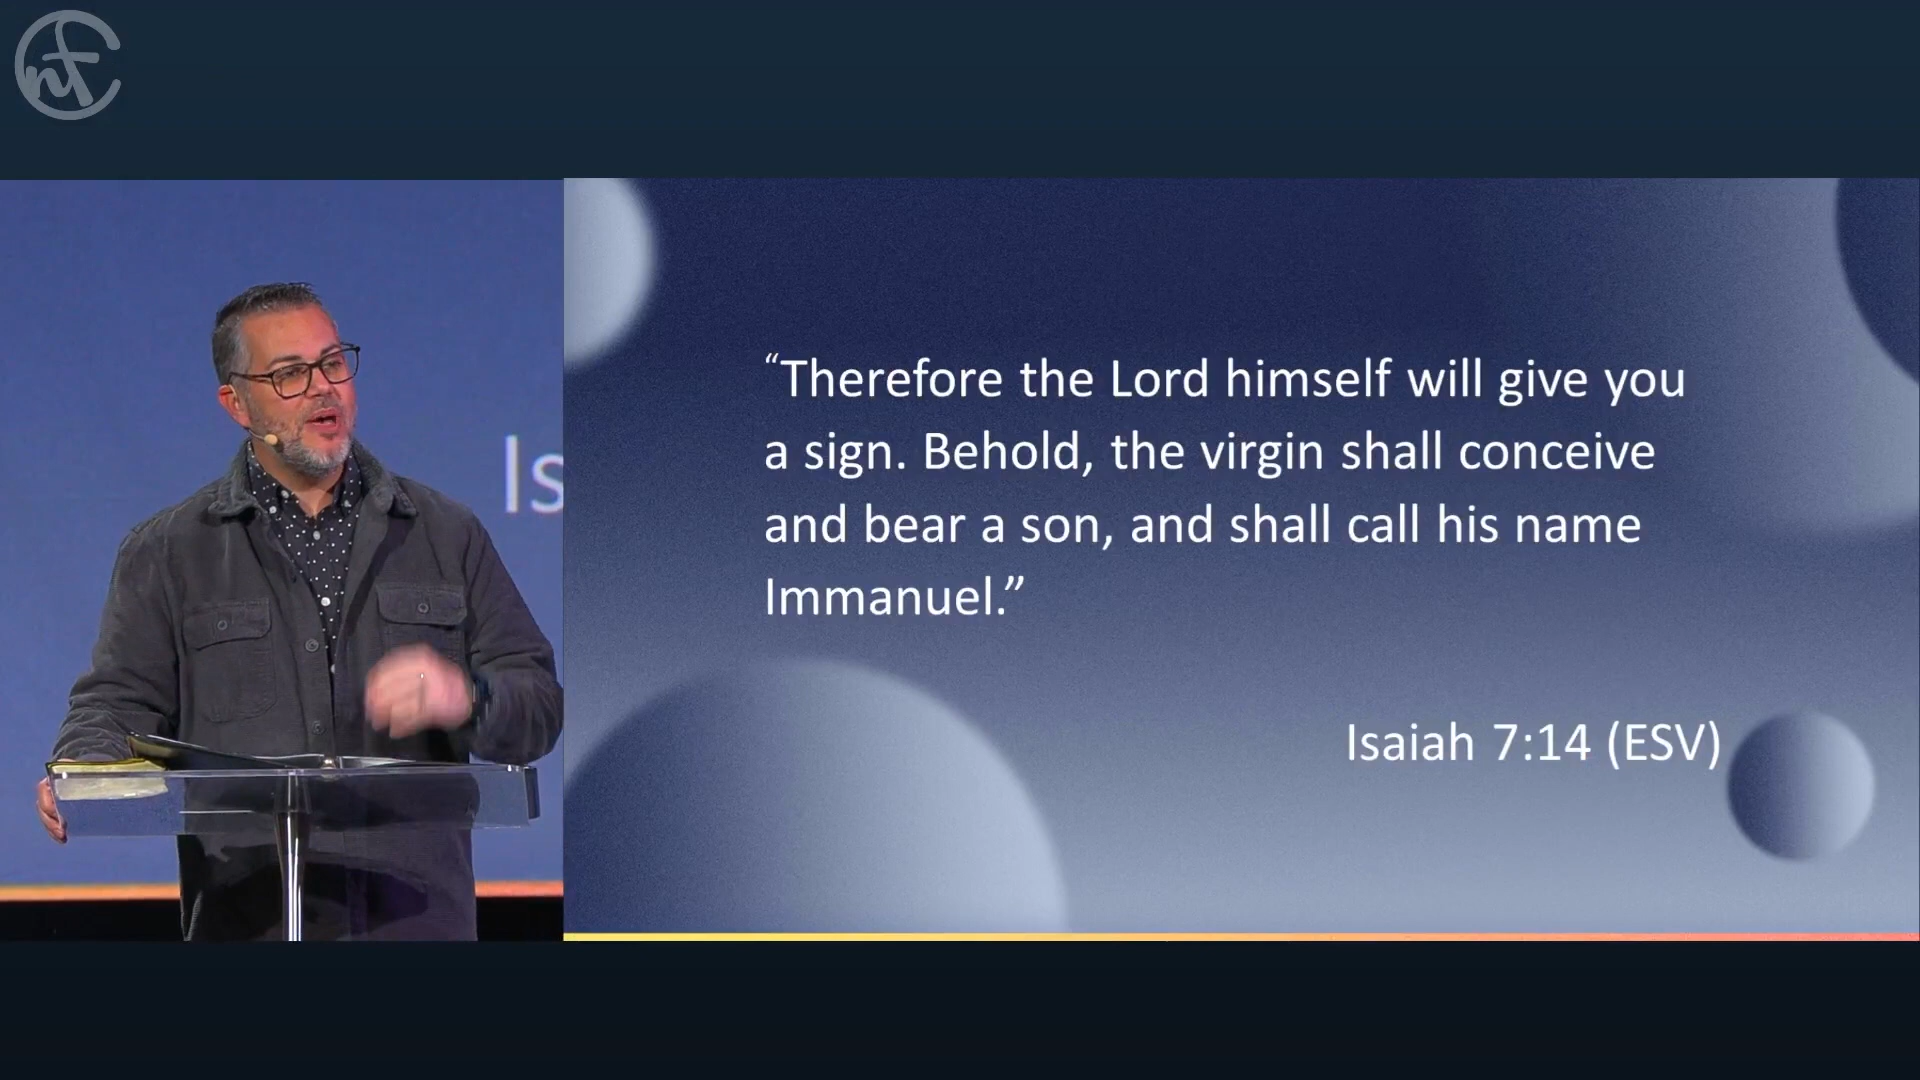 “Therefore the Lord himself will give you
a sign. Behold, the virgin shall conceive
and bear a son, and shall call his name
Immanuel.”
Isaiah 7:14 (ESV)
Is